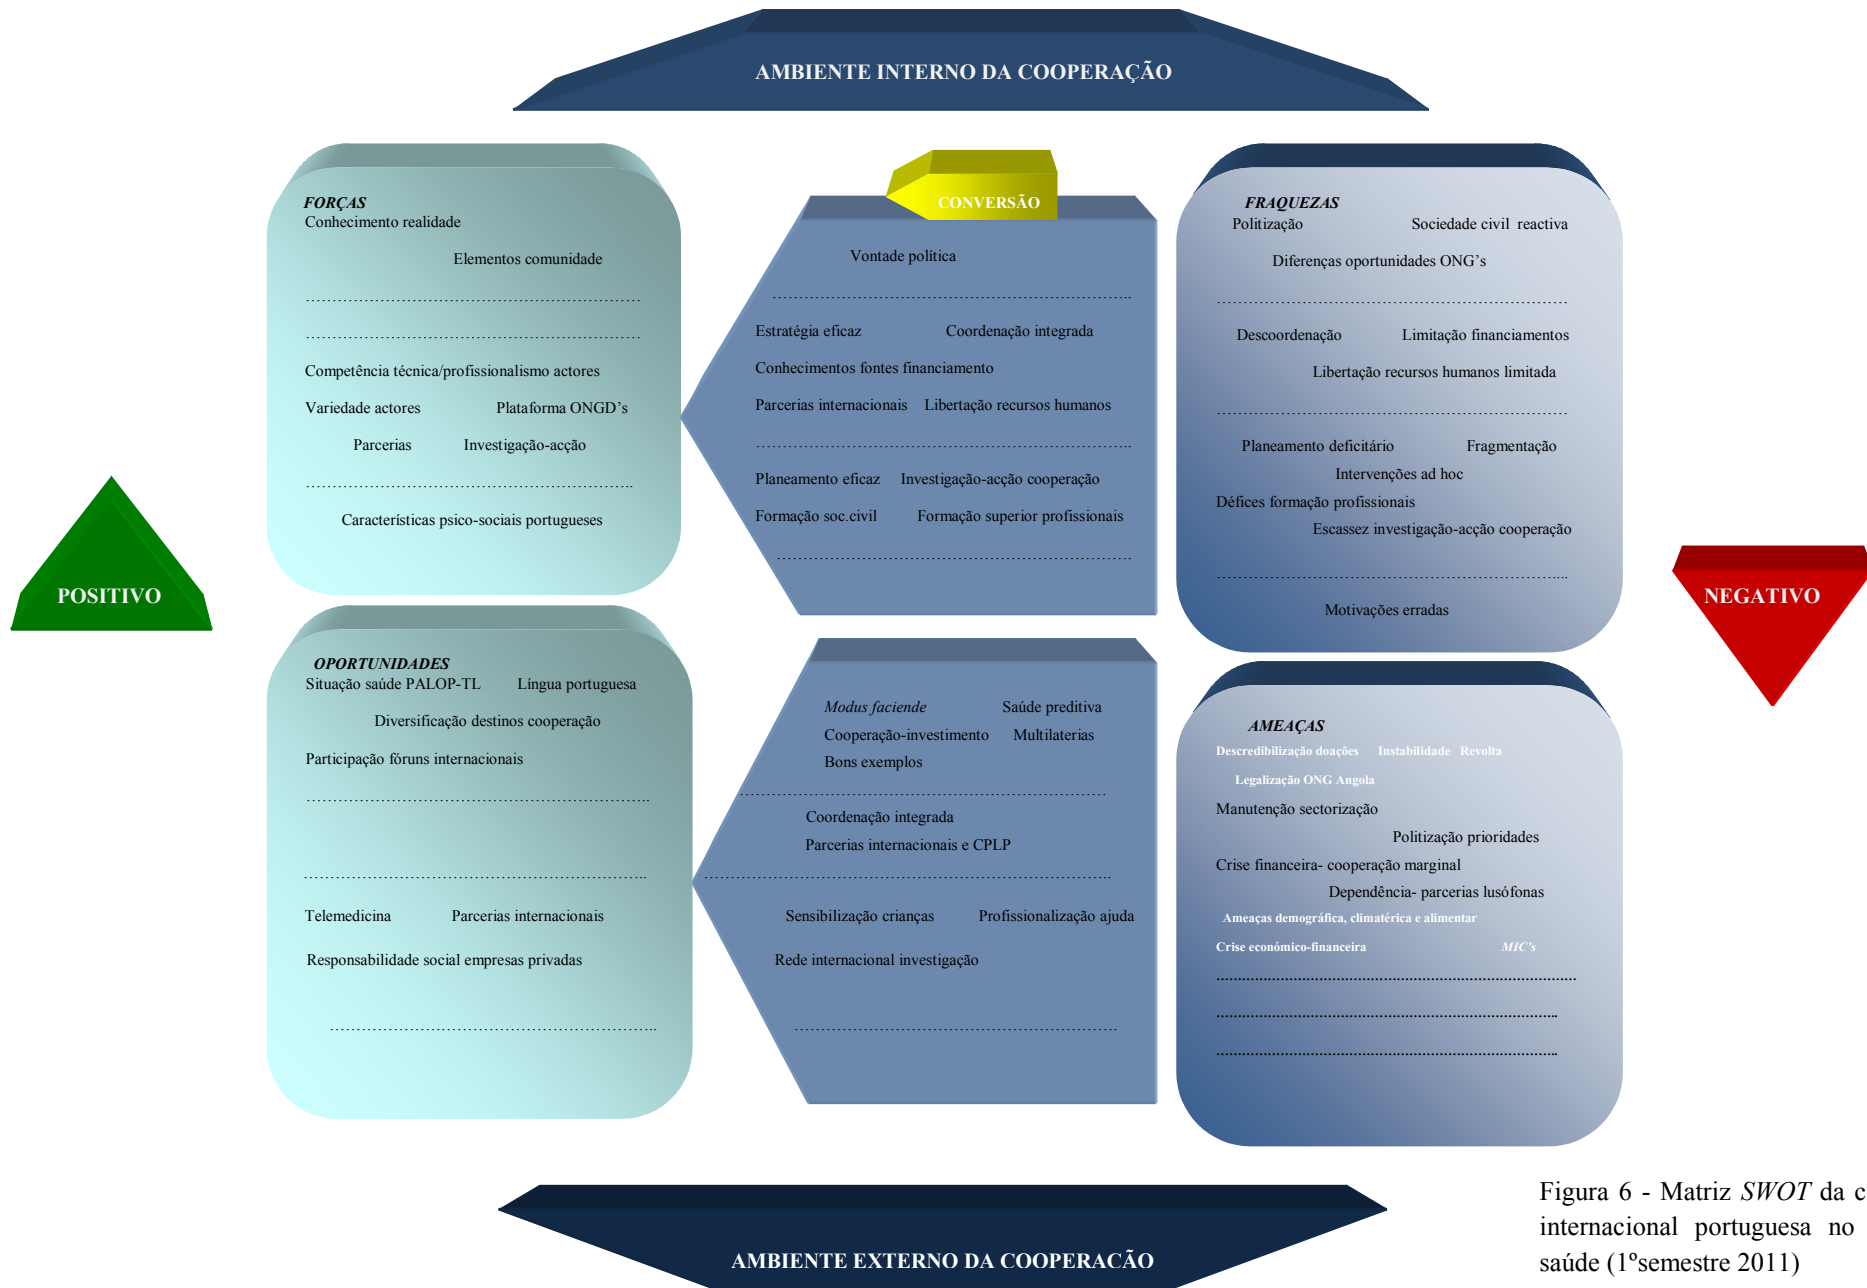 AMBIENTE INTERNO DA COOPERAÇÃO
POSITIVO
FORÇAS
Conhecimento realidade
Elementos comunidade
Competência técnica/profissionalismo actores
Variedade actores Plataforma ONGD’s
Parcerias Investigação-acção
Características psico-sociais portugueses
CONVERSÃO
Vontade política
Estratégia eficaz Coordenação integrada
Conhecimentos fontes financiamento
Parcerias internacionais Libertação recursos humanos
Planeamento eficaz Investigação-acção cooperação
Formação soc.civil Formação superior profissionais
FRAQUEZAS
Politização Sociedade civil reactiva
Diferenças oportunidades ONG’s
Descoordenação Limitação financiamentos
Libertação recursos humanos limitada
Planeamento deficitário Fragmentação
Intervenções ad hoc
Défices formação profissionais
Escassez investigação-acção cooperação
Motivações erradas
NEGATIVO
OPORTUNIDADES
Situação saúde PALOP-TL Língua portuguesa
Diversificação destinos cooperação
Participação fóruns internacionais
Telemedicina Parcerias internacionais
Responsabilidade social empresas privadas
Modus faciende Saúde preditiva
Cooperação-investimento Multilaterias
Bons exemplos
Coordenação integrada
Parcerias internacionais e CPLP
Sensibilização crianças Profissionalização ajuda
Rede internacional investigação
AMEAÇAS
Descredibilização doações Instabilidade Revolta
Legalização ONG Angola
Manutenção sectorização
Politização prioridades
Crise financeira- cooperação marginal
Dependência- parcerias lusófonas
Ameaças demográfica, climatérica e alimentar
Crise económico-financeira MIC’s
AMBIENTE EXTERNO DA COOPERAÇÃO
Figura 6 - Matriz SWOT da c
internacional portuguesa no
saúde (1ºsemestre 2011)